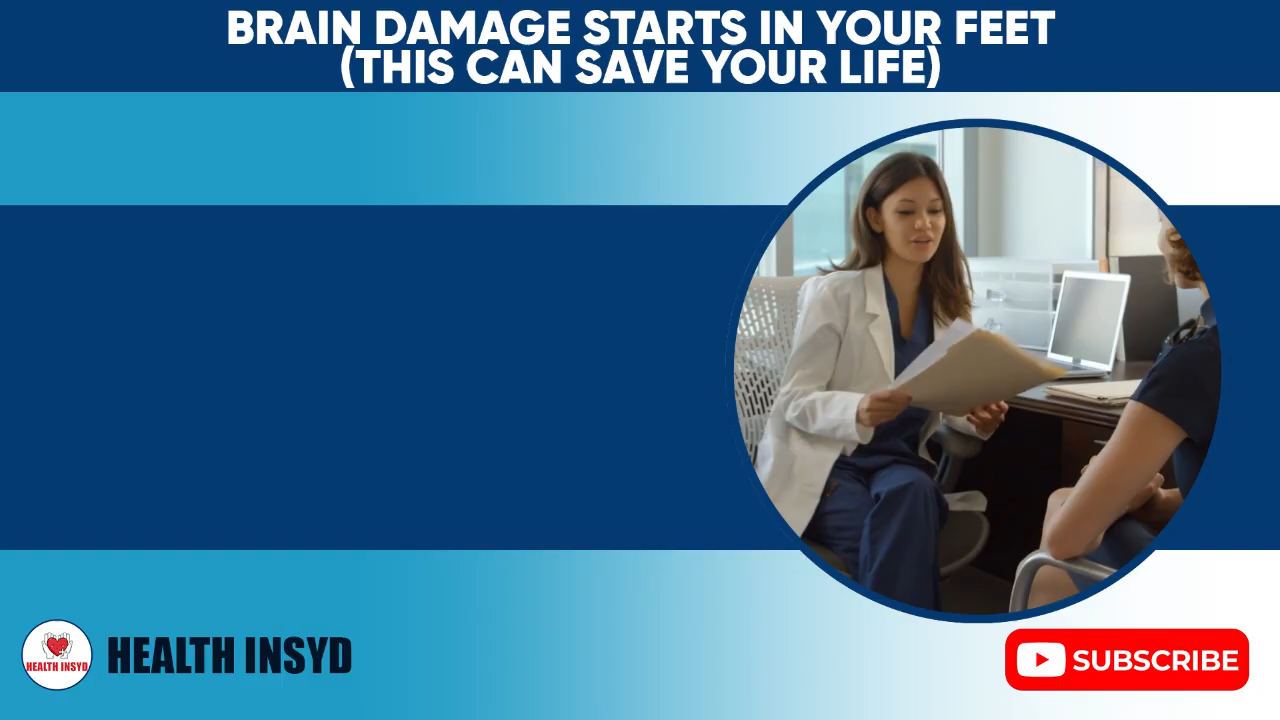 BRAIN DAMAGE STARTS IN YOUR FEET
(THIS CAN SAVE YOUR LIFE)
HEALTH INSYD
HEALTH INSYD
SUBSCRIBE